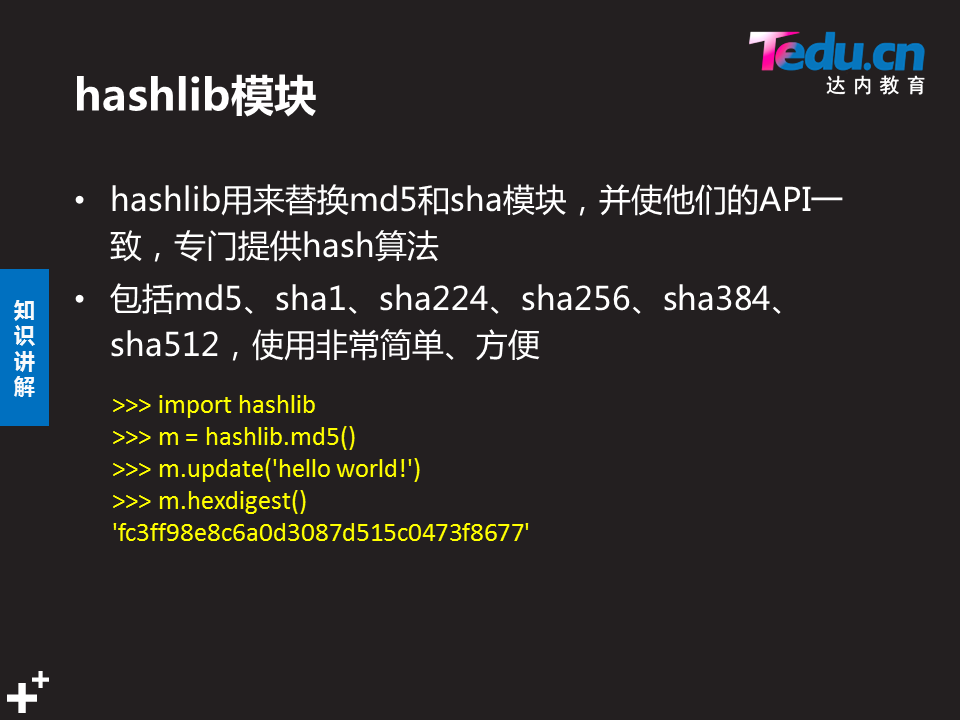 Tedu.cn
达内教育
hashlib模块
• hashlib用来替换md5和sha模块，并使他们的API一
致，专门提供hash算法
• 包括md5、sha1、sha224、sha256、sha384、
sha512，使用非常简单、方便
知识讲解
>>> import hashlib
>>> m = hashlib.md5()
>>> m.update('hello world!')
>>> m.hexdigest()
'fc3ff98e8c6a0d3087d515c0473f8677'